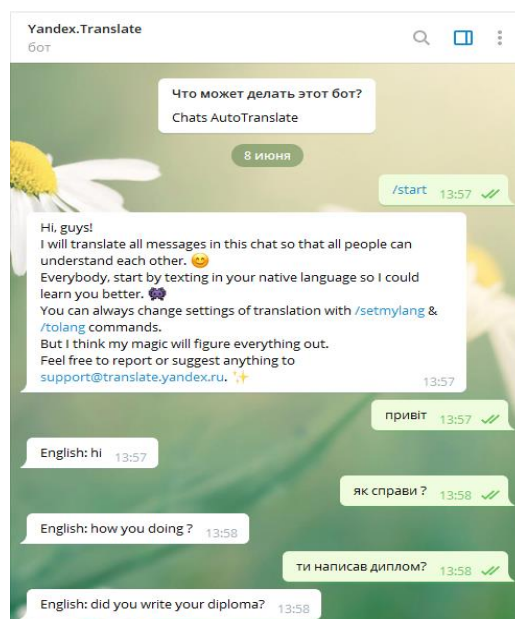 Yandex.Translate
бот
Что может делать этот бот?
Chats AutoTranslate
8 июня
/start 13:57
Hi, guys!
I will translate all messages in this chat so that all people can
understand each other. 😊
Everybody, start by texting in your native language so I could
learn you better. 👾
You can always change settings of translation with /setmylang &
/tolang commands.
But I think my magic will figure everything out.
Feel free to report or suggest anything to
support@translate.yandex.ru. ✨
13:57
привіт 13:57
English: hi 13:57
як справи ? 13:58
English: how you doing ? 13:58
ти написав диплом? 13:58
English: did you write your diploma? 13:58